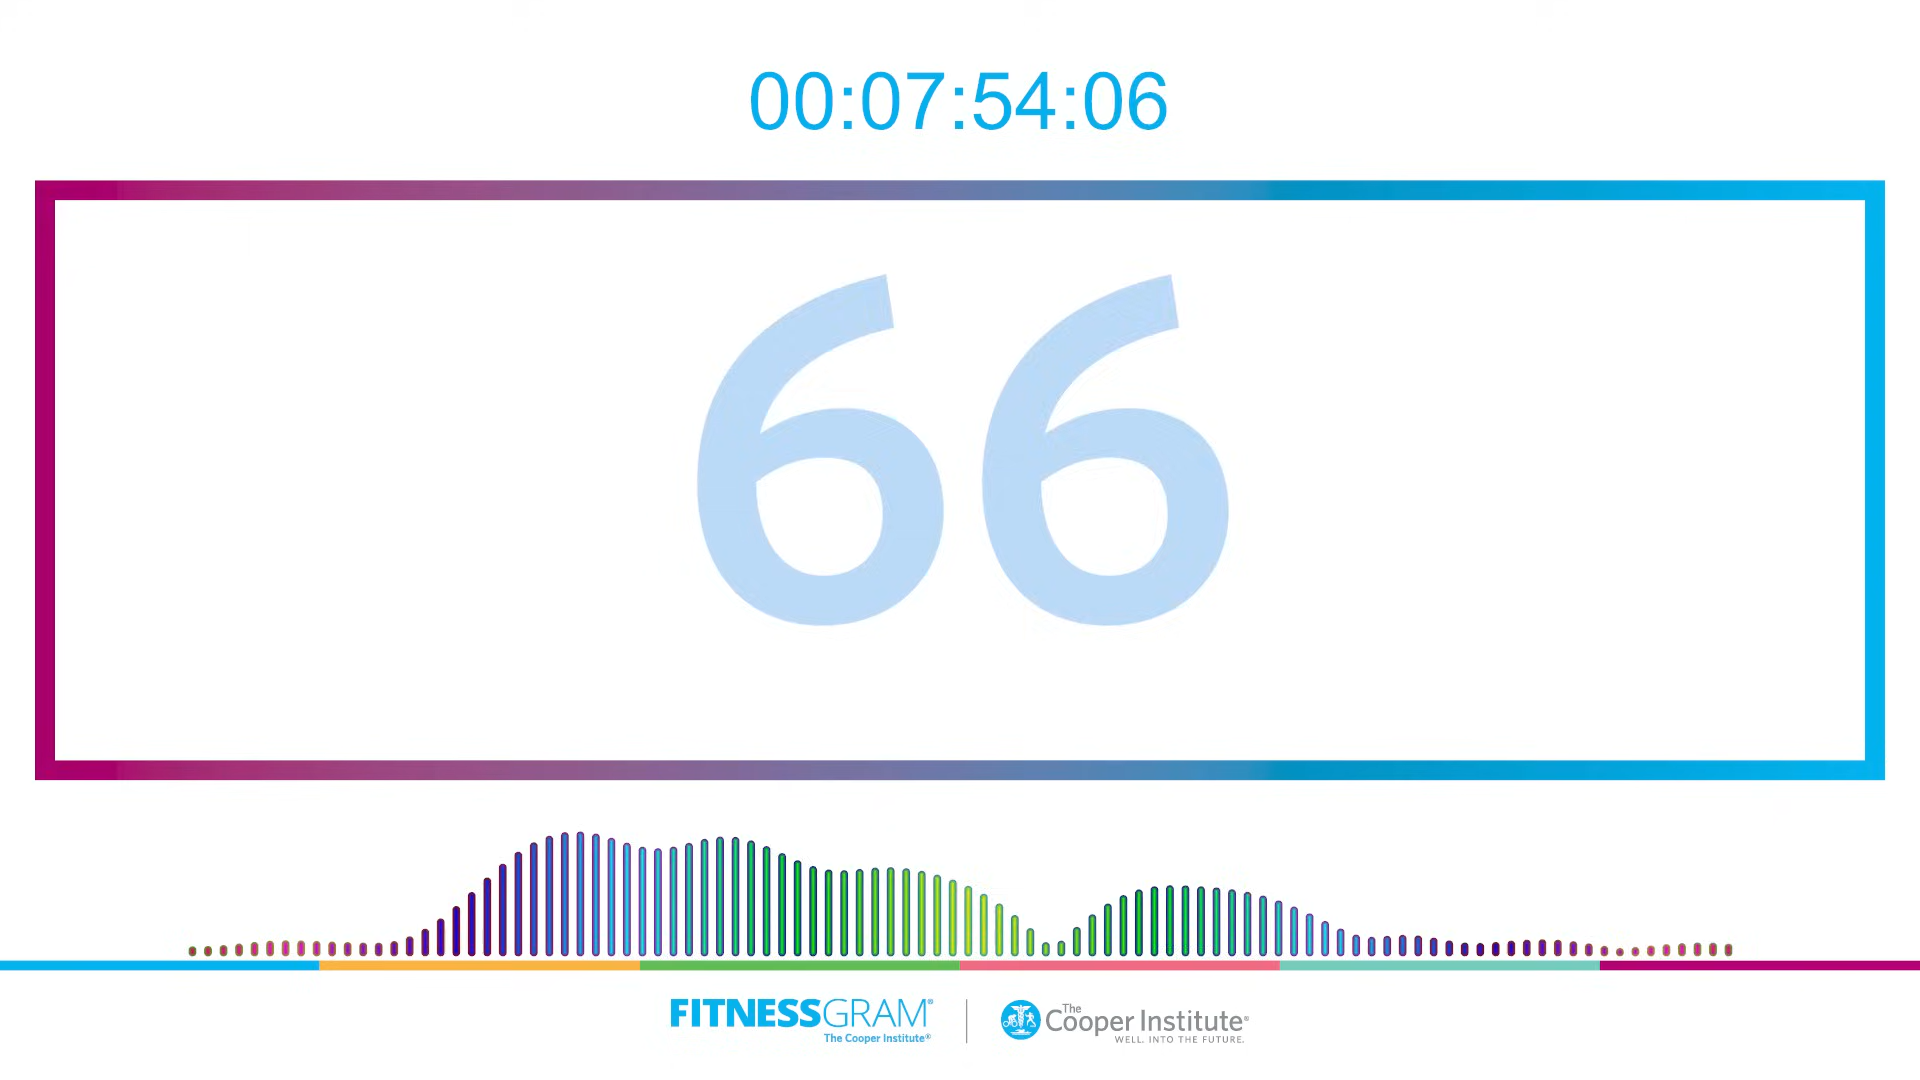 00:07:54:06
66
FITNESSGRAM®
The Cooper Institute®
The
Cooper Institute®
WELL. INTO THE FUTURE.